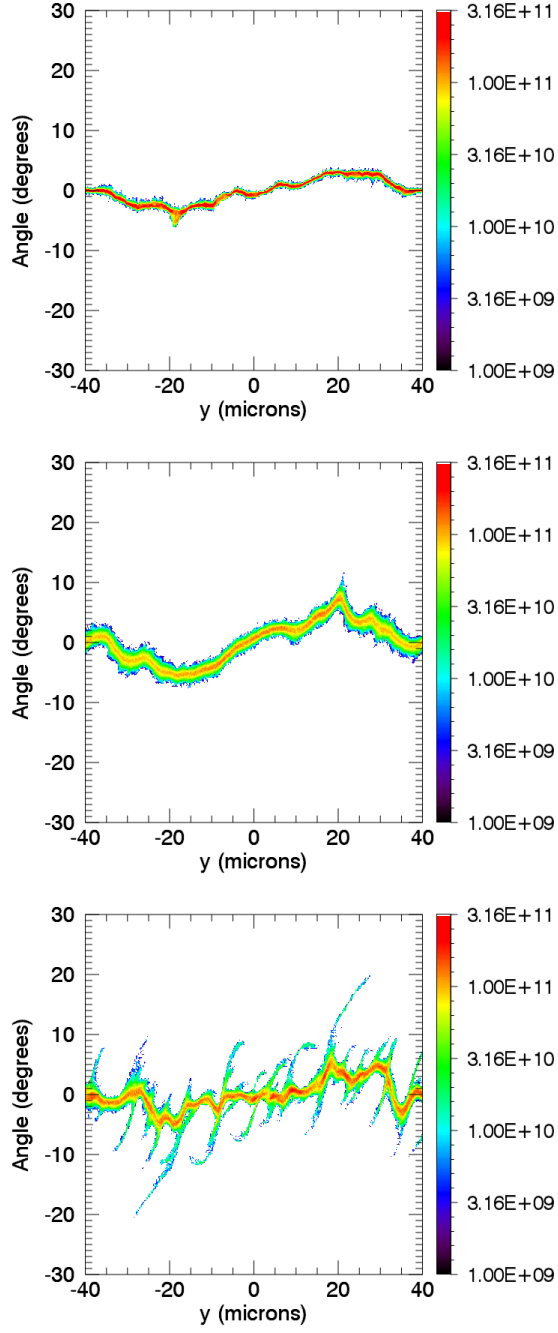 30
20
10
0
-10
-20
-30
Angle (degrees)
-40 -20 0 20 40
y (microns)
3.16E+11
1.00E+11
3.16E+10
1.00E+10
3.16E+09
1.00E+09
30
20
10
0
-10
-20
-30
Angle (degrees)
-40 -20 0 20 40
y (microns)
3.16E+11
1.00E+11
3.16E+10
1.00E+10
3.16E+09
1.00E+09
30
20
10
0
-10
-20
-30
Angle (degrees)
-40 -20 0 20 40
y (microns)
3.16E+11
1.00E+11
3.16E+10
1.00E+10
3.16E+09
1.00E+09